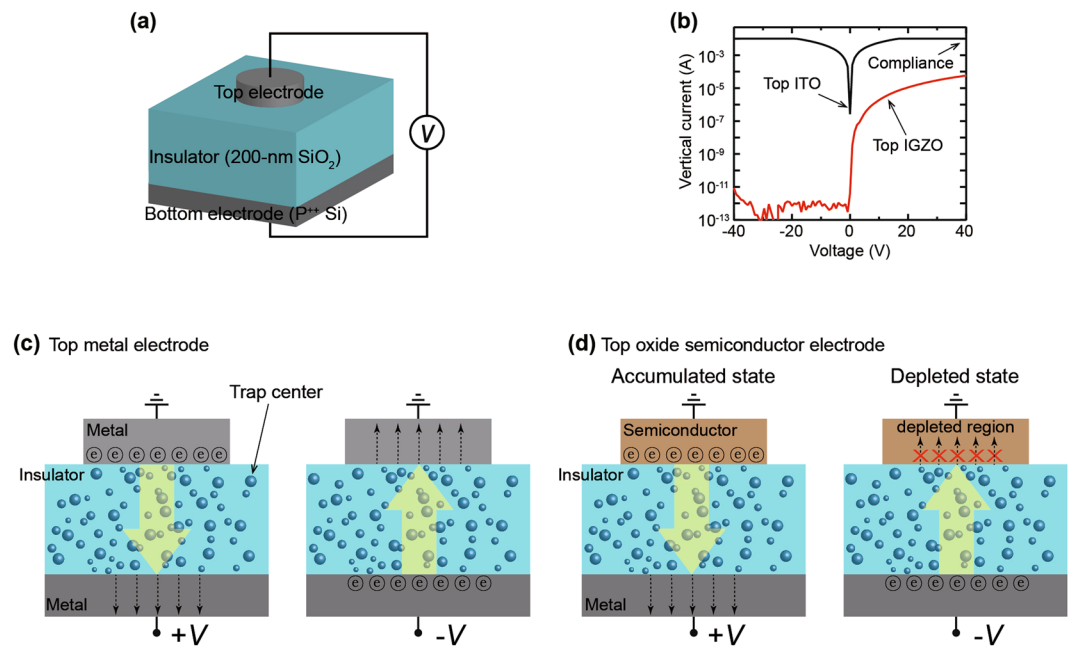 (a)
Top electrode
Insulator (200-nm SiO₂)
Bottom electrode (P⁺⁺ Si)
V
(b)
Vertical current (A)
10⁻³
10⁻⁵
10⁻⁷
10⁻⁹
10⁻¹¹
10⁻¹³
Compliance
Top ITO
Top IGZO
-40 -20 0 20 40
Voltage (V)
(c) Top metal electrode
Trap center
Metal
e e e e e e e
Insulator
Metal
+V
e e e e e e e
-V
(d) Top oxide semiconductor electrode
Accumulated state
Semiconductor
e e e e e e e
Insulator
Metal
+V
Depleted state
depleted region
e e e e e e e
-V